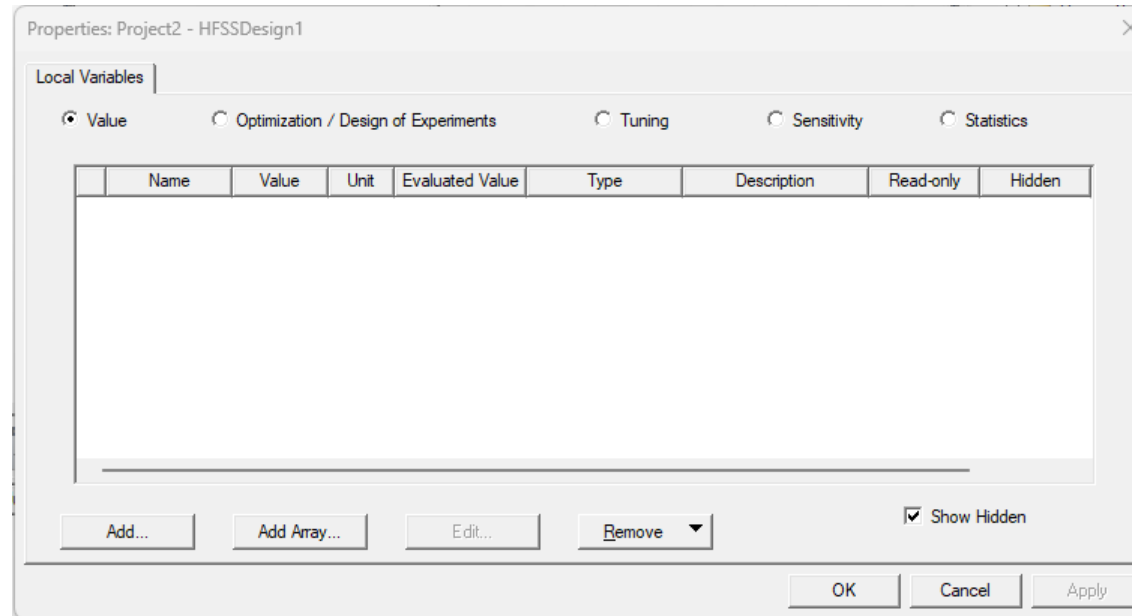 Properties: Project2 - HFSSDesign1
Local Variables
Value Optimization / Design of Experiments Tuning Sensitivity Statistics
Name Value Unit Evaluated Value Type Description Read-only Hidden
Show Hidden
Add... Add Array... Edit... Remove
OK Cancel Apply